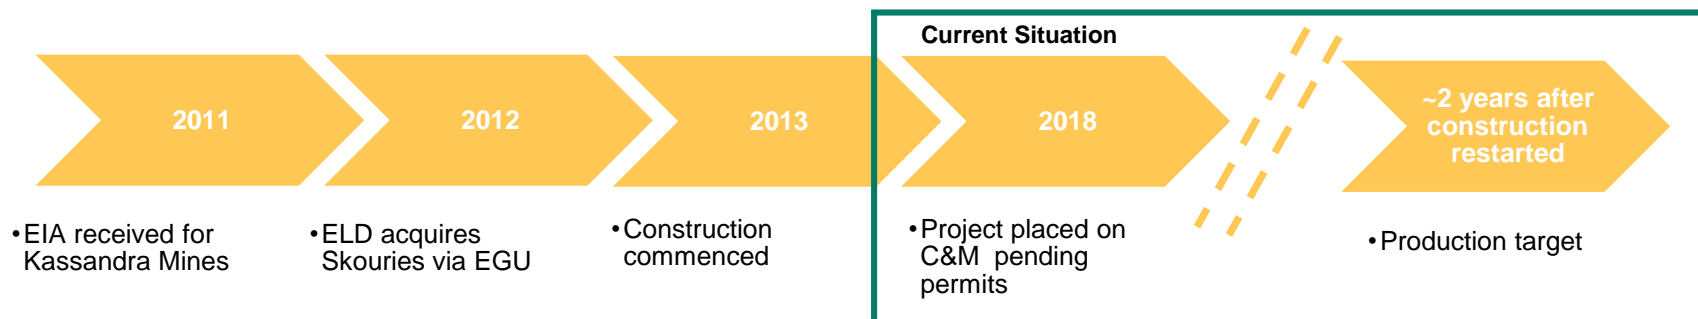 Current Situation
2011
2012
2013
2018
~2 years after
construction
restarted
•EIA received for
Kassandra Mines
•ELD acquires
Skouries via EGU
•Construction
commenced
•Project placed on
C&M pending
permits
•Production target